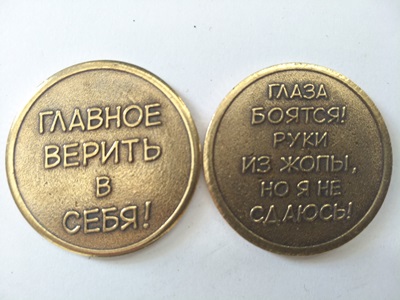 ГЛАВНОЕ
ВЕРИТЬ
В
СЕБЯ!
ГЛАЗА
БОЯТСЯ!
РУКИ
ИЗ ЖОПЫ,
НО Я НЕ
СДАЮСЬ!